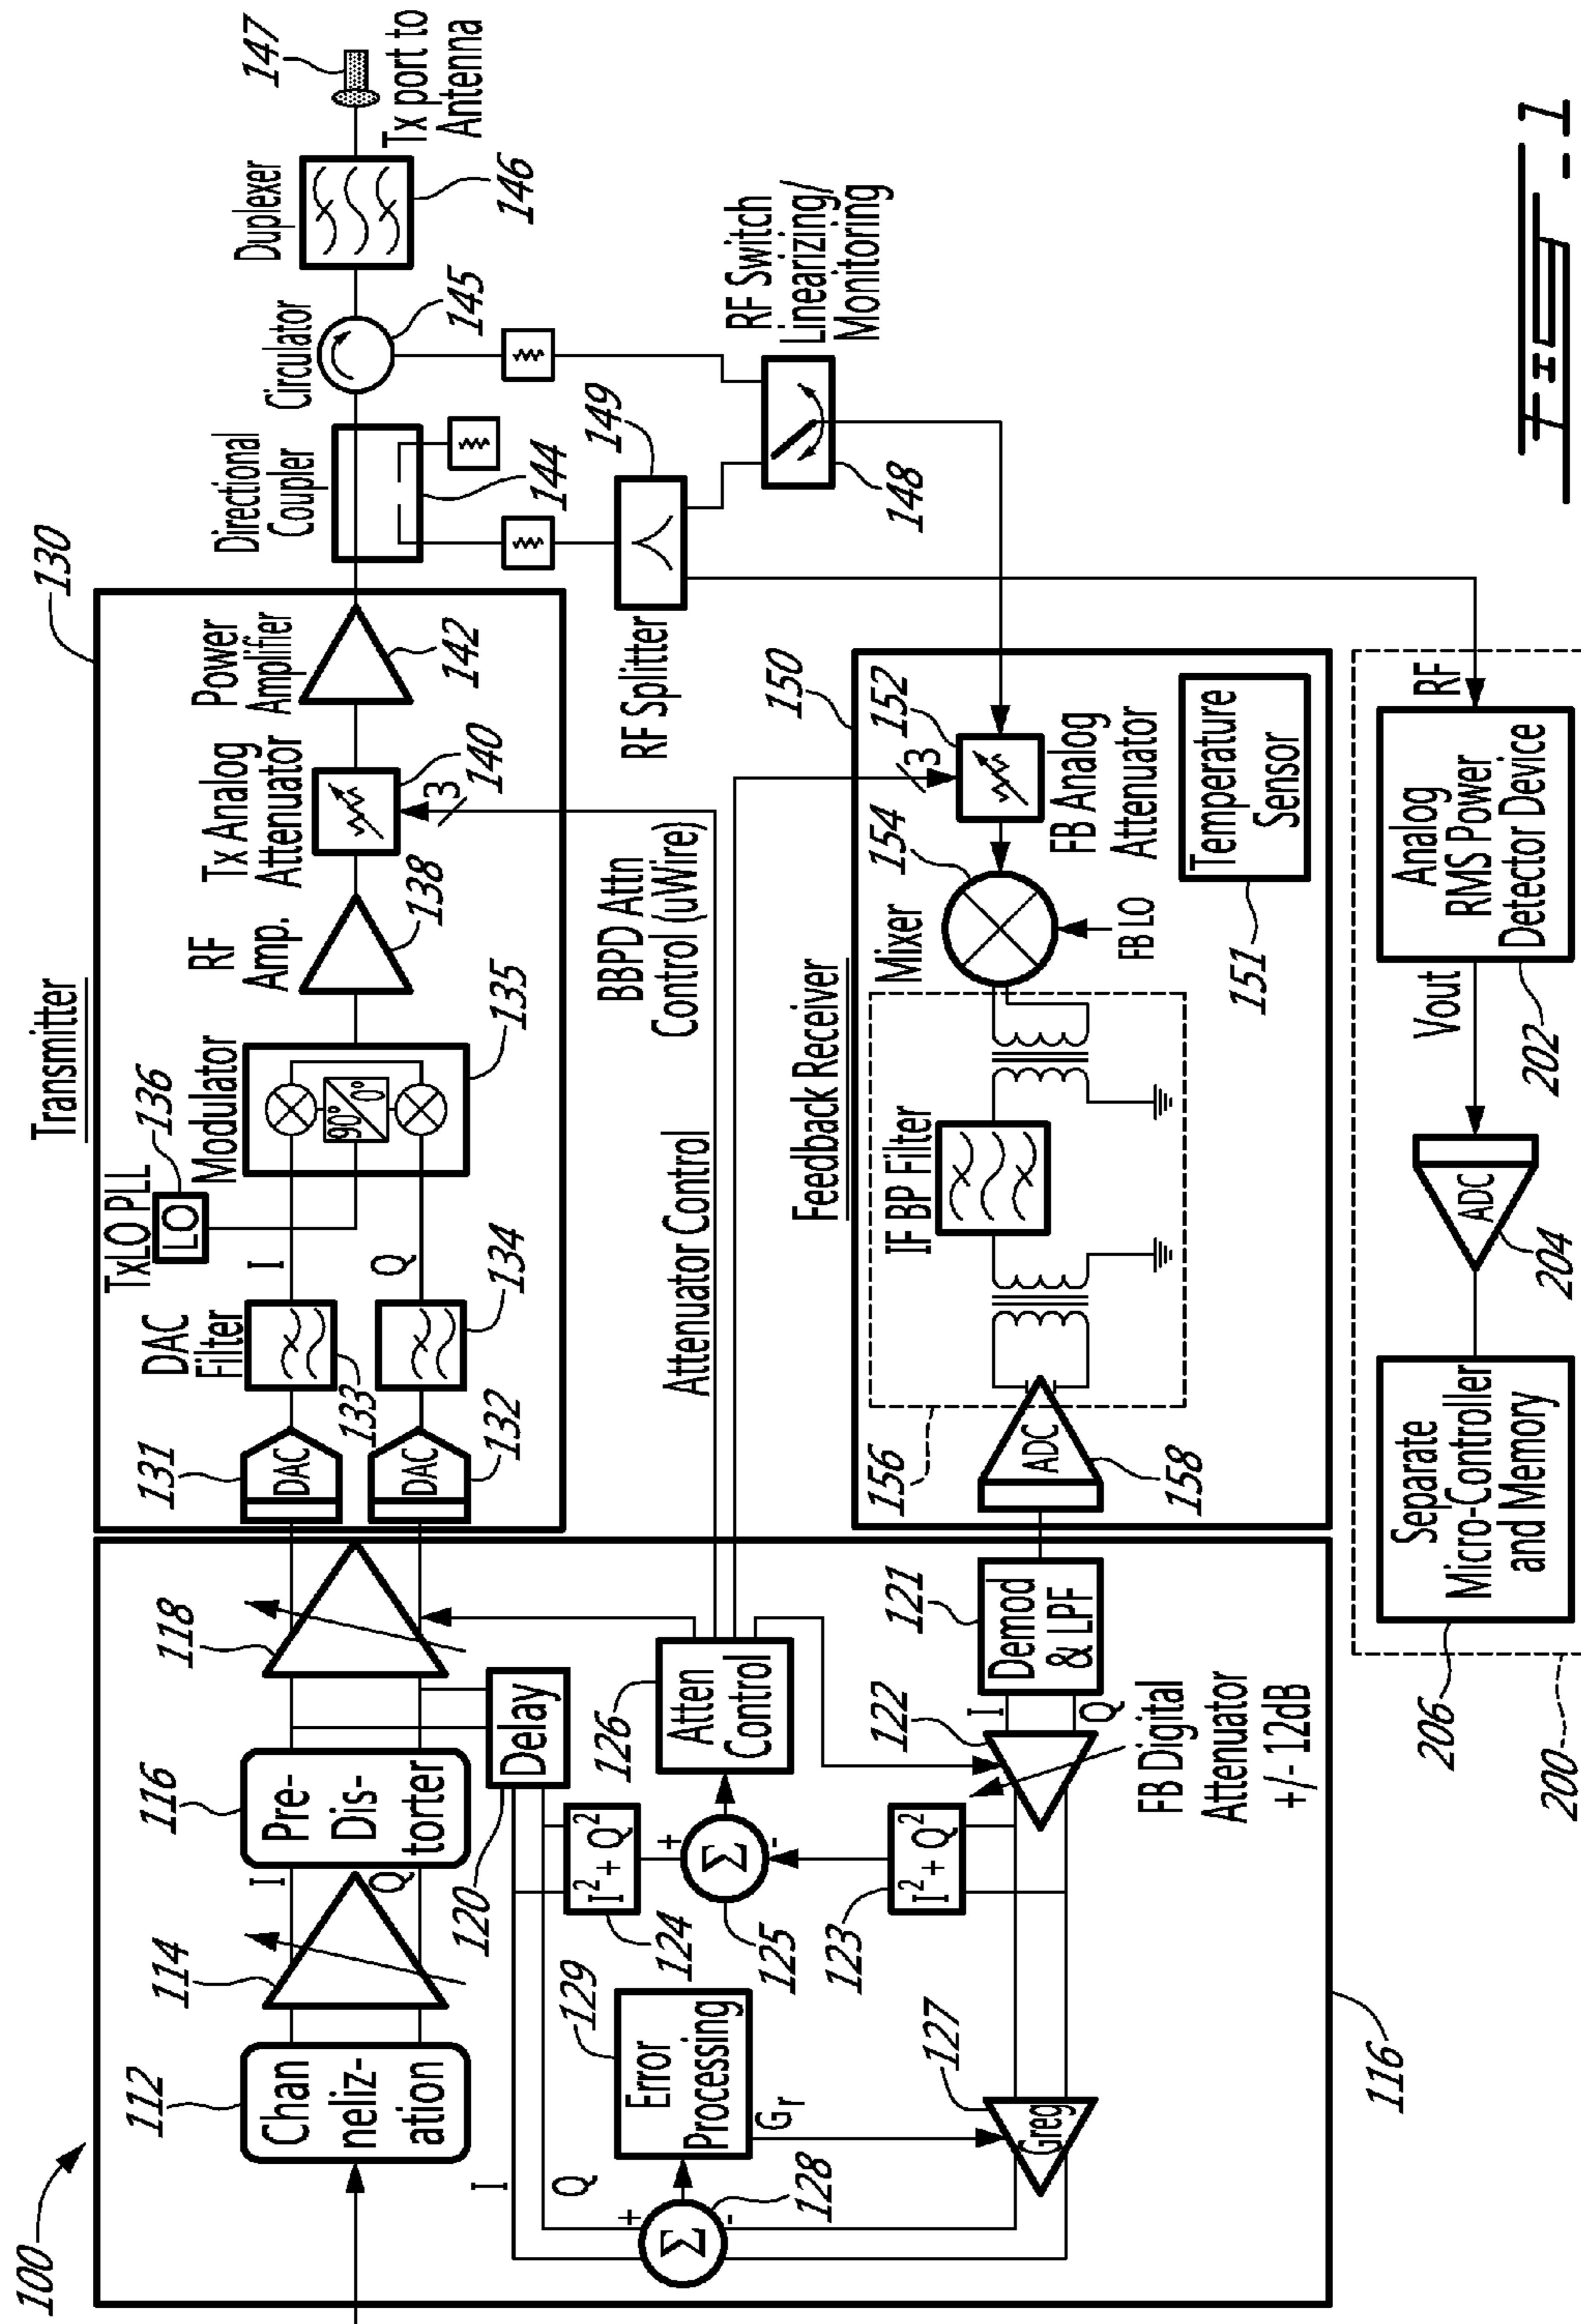 100
112
Chan
neliz-
ation
114
I
Q
116
Pre-
Dis-
torter
118
Delay
120
I
Q
I² + Q²
124
Σ
+
-
125
I² + Q²
123
126
Atten
Control
129
Error
Processing
Gr
Σ
+
-
128
Greg
127
122
I
Q
FB Digital
Attenuator
+/- 12dB
121
Demod
& LPF
116
Transmitter
130
131
DAC
DAC
132
DAC
Filter
133
134
I
Q
TxLO PLL
LO
136
Modulator
90°
0°
135
RF
Amp.
138
Tx Analog
Attenuator
140
3
Power
Amplifier
142
BBPD Attn
Control (uWire)
Attenuator Control
Directional
Coupler
144
Circulator
145
Duplexer
146
147
Tx port to
Antenna
RF Splitter
149
RF Switch
Linearizing/
Monitoring
148
Feedback Receiver
150
152
3
FB Analog
Attenuator
154
Mixer
FB LO
IF BP Filter
156
ADC
158
Temperature
Sensor
151
RF
Analog
RMS Power
Detector Device
202
Vout
ADC
204
Separate
Micro-Controller
and Memory
206
200
FIG - 1